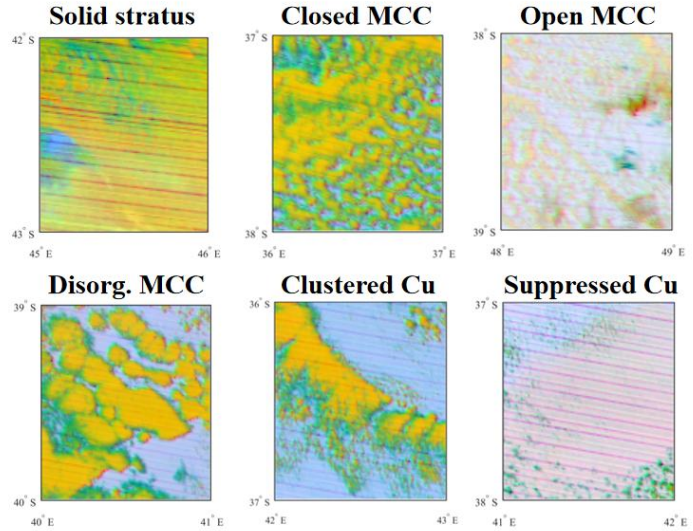 Solid stratus
Closed MCC
Open MCC
42° S
43° S
45° E
46° E
37° S
38° S
36° E
37° E
38° S
39° S
48° E
49° E
Disorg. MCC
Clustered Cu
Suppressed Cu
39° S
40° S
40° E
41° E
36° S
37° S
42° E
43° E
37° S
38° S
41° E
42° E